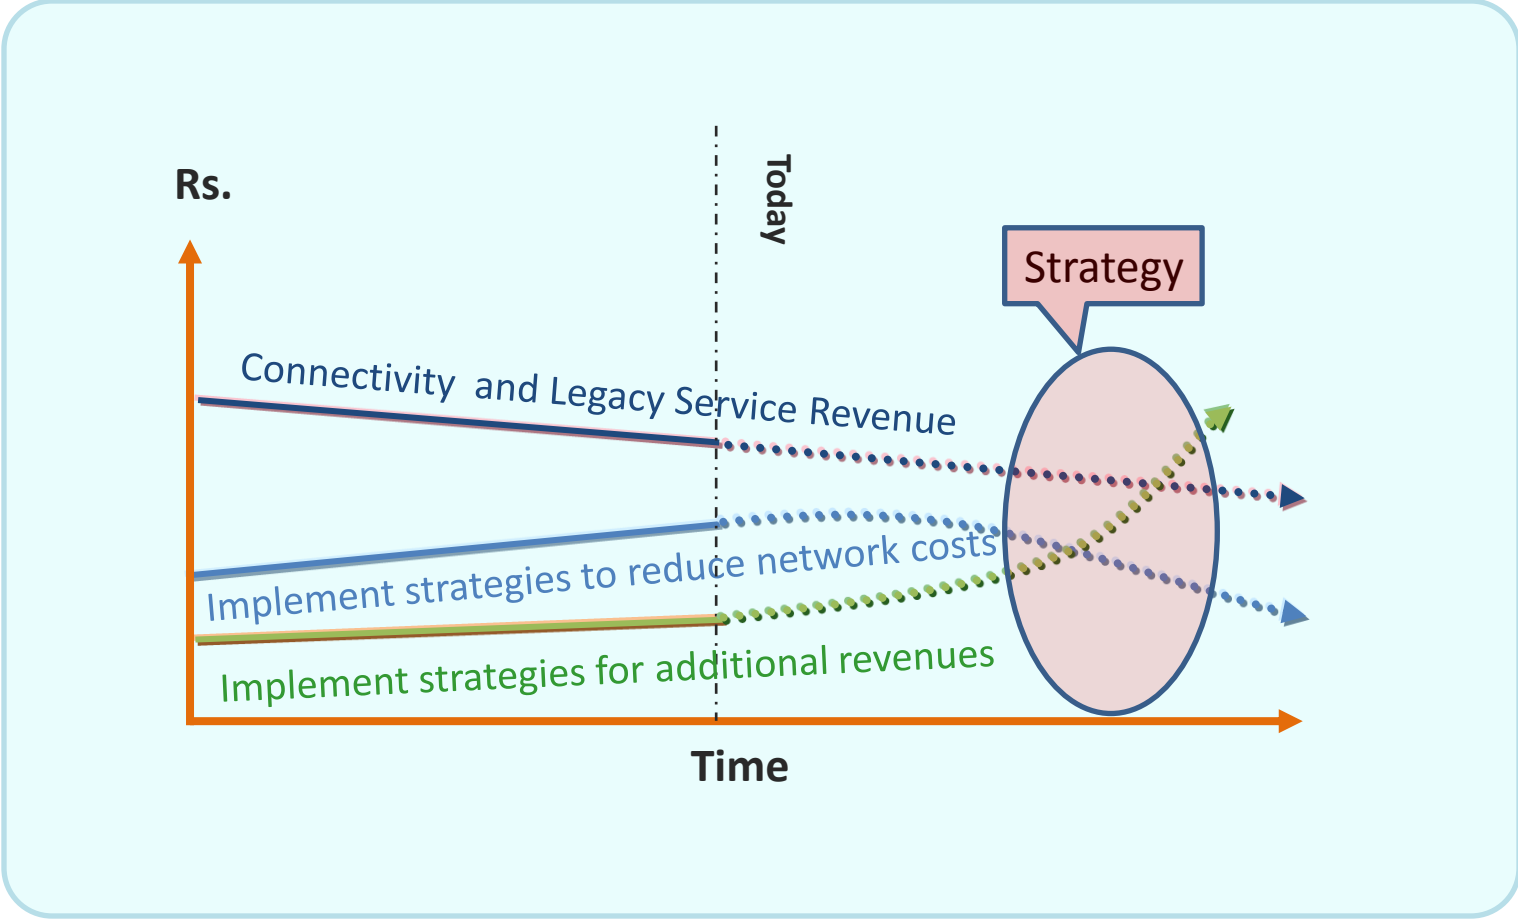 Rs.
Today
Strategy
Connectivity and Legacy Service Revenue
Implement strategies to reduce network costs
Implement strategies for additional revenues
Time